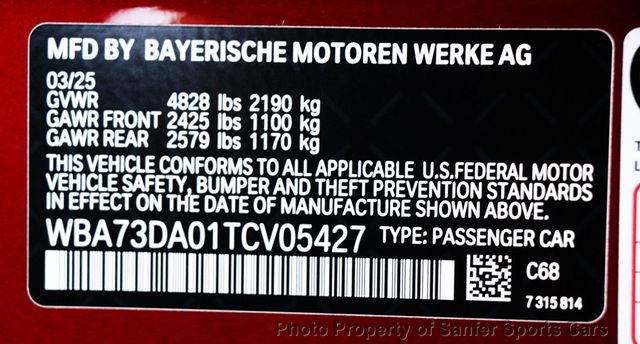 MFD BY BAYERISCHE MOTOREN WERKE AG
03/25
GVWR 4828 lbs 2190 kg
GAWR FRONT 2425 lbs 1100 kg
GAWR REAR 2579 lbs 1170 kg
THIS VEHICLE CONFORMS TO ALL APPLICABLE U.S.FEDERAL MOTOR
VEHICLE SAFETY, BUMPER AND THEFT PREVENTION STANDARDS
IN EFFECT ON THE DATE OF MANUFACTURE SHOWN ABOVE.
WBA73DA01TCV05427 TYPE: PASSENGER CAR
C68
7 315 814
Photo Property of Sanfer Sports Cars